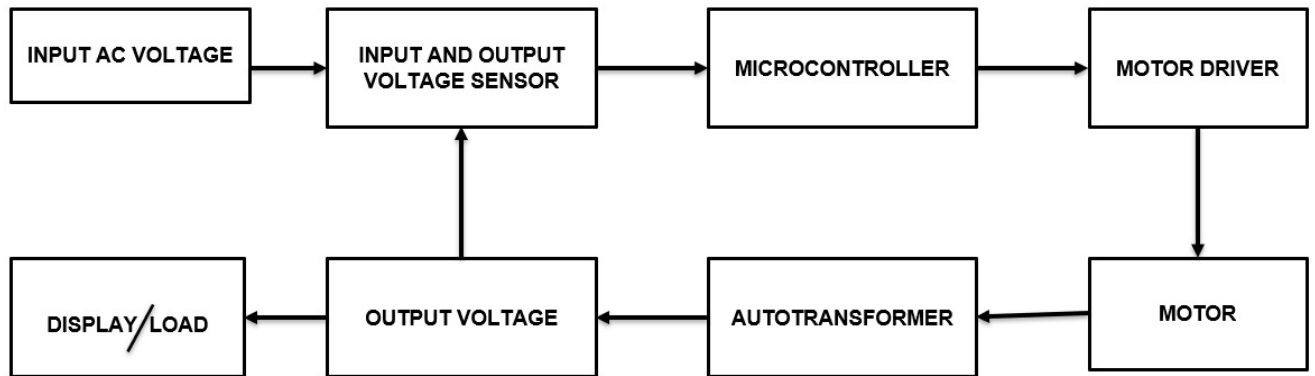 INPUT AC VOLTAGE
INPUT AND OUTPUT
VOLTAGE SENSOR
MICROCONTROLLER
MOTOR DRIVER
DISPLAY/LOAD
OUTPUT VOLTAGE
AUTOTRANSFORMER
MOTOR